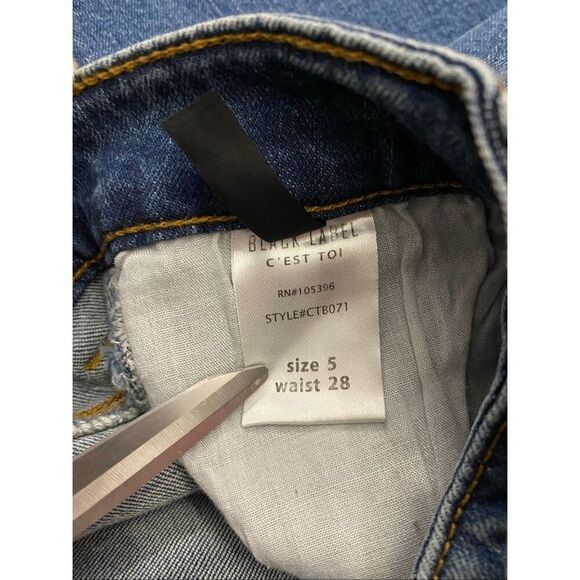 BLACK LABEL
C'EST TOI
RN#105396
STYLE#CTB071
size 5
waist 28